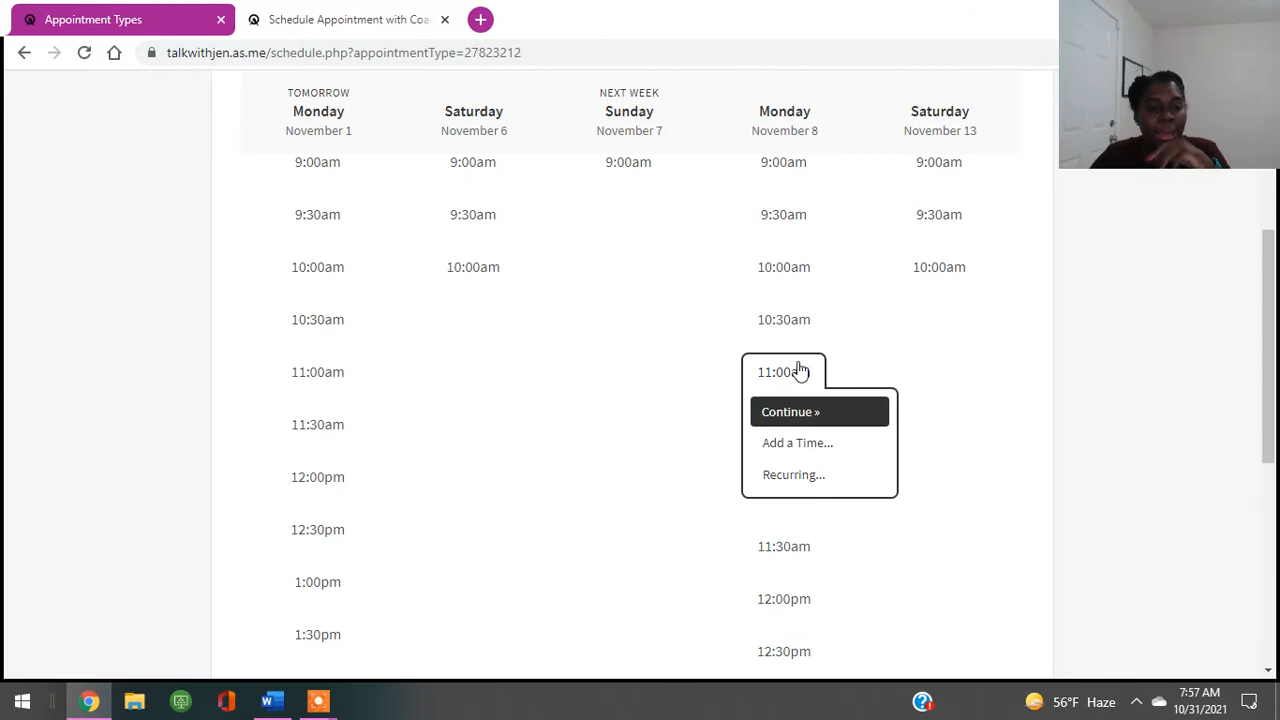 Appointment Types
Schedule Appointment with Coa
talkwithjen.as.me/schedule.php?appointmentType=27823212
TOMORROW
Monday
November 1
Saturday
November 6
NEXT WEEK
Sunday
November 7
Monday
November 8
Saturday
November 13
9:00am 9:00am 9:00am 9:00am 9:00am
9:30am 9:30am 9:30am 9:30am
10:00am 10:00am 10:00am 10:00am
10:30am 10:30am
11:00am
11:30am
12:00pm
12:30pm
1:00pm
1:30pm
Continue »
Add a Time...
Recurring...
11:30am
12:00pm
12:30pm
56°F Haze
7:57 AM
10/31/2021